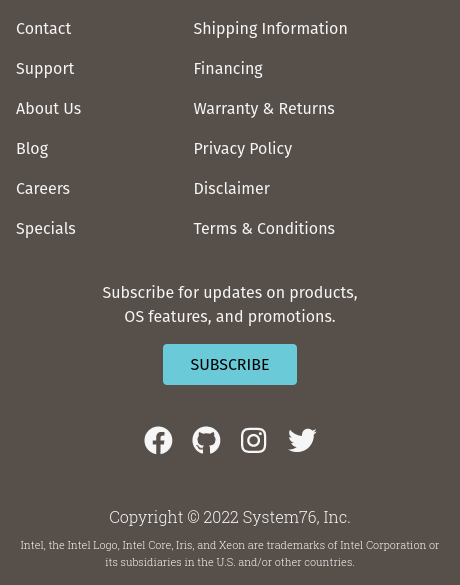 Contact
Support
About Us
Blog
Careers
Specials
Shipping Information
Financing
Warranty & Returns
Privacy Policy
Disclaimer
Terms & Conditions
Subscribe for updates on products,
OS features, and promotions.
SUBSCRIBE
Copyright © 2022 System76, Inc.
Intel, the Intel Logo, Intel Core, Iris, and Xeon are trademarks of Intel Corporation or
its subsidiaries in the U.S. and/or other countries.